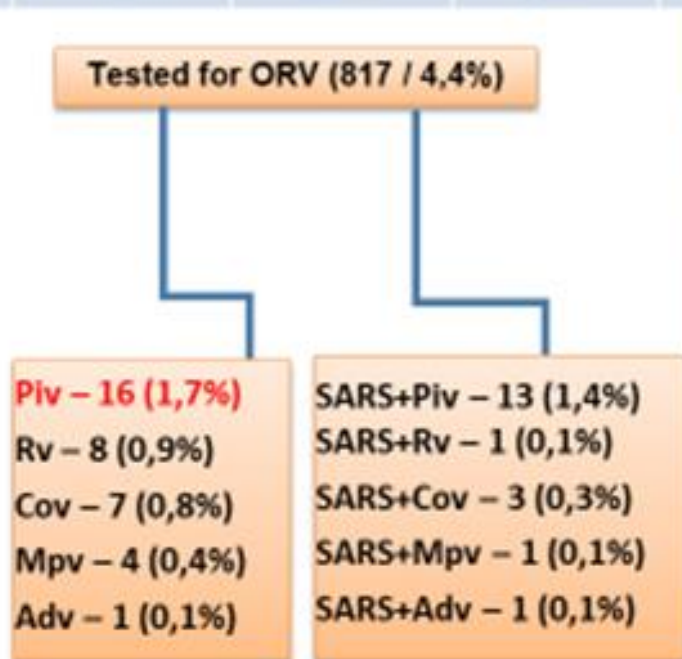 Tested for ORV (817 / 4,4%)
Piv – 16 (1,7%)
Rv – 8 (0,9%)
Cov – 7 (0,8%)
Mpv – 4 (0,4%)
Adv – 1 (0,1%)
SARS+Piv – 13 (1,4%)
SARS+Rv – 1 (0,1%)
SARS+Cov – 3 (0,3%)
SARS+Mpv – 1 (0,1%)
SARS+Adv – 1 (0,1%)